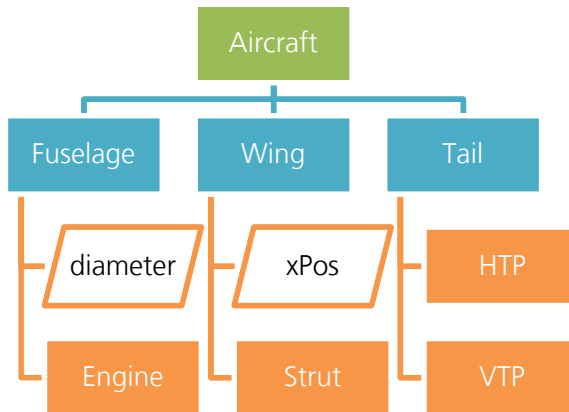 Aircraft
Fuselage
Wing
Tail
diameter
xPos
HTP
Engine
Strut
VTP